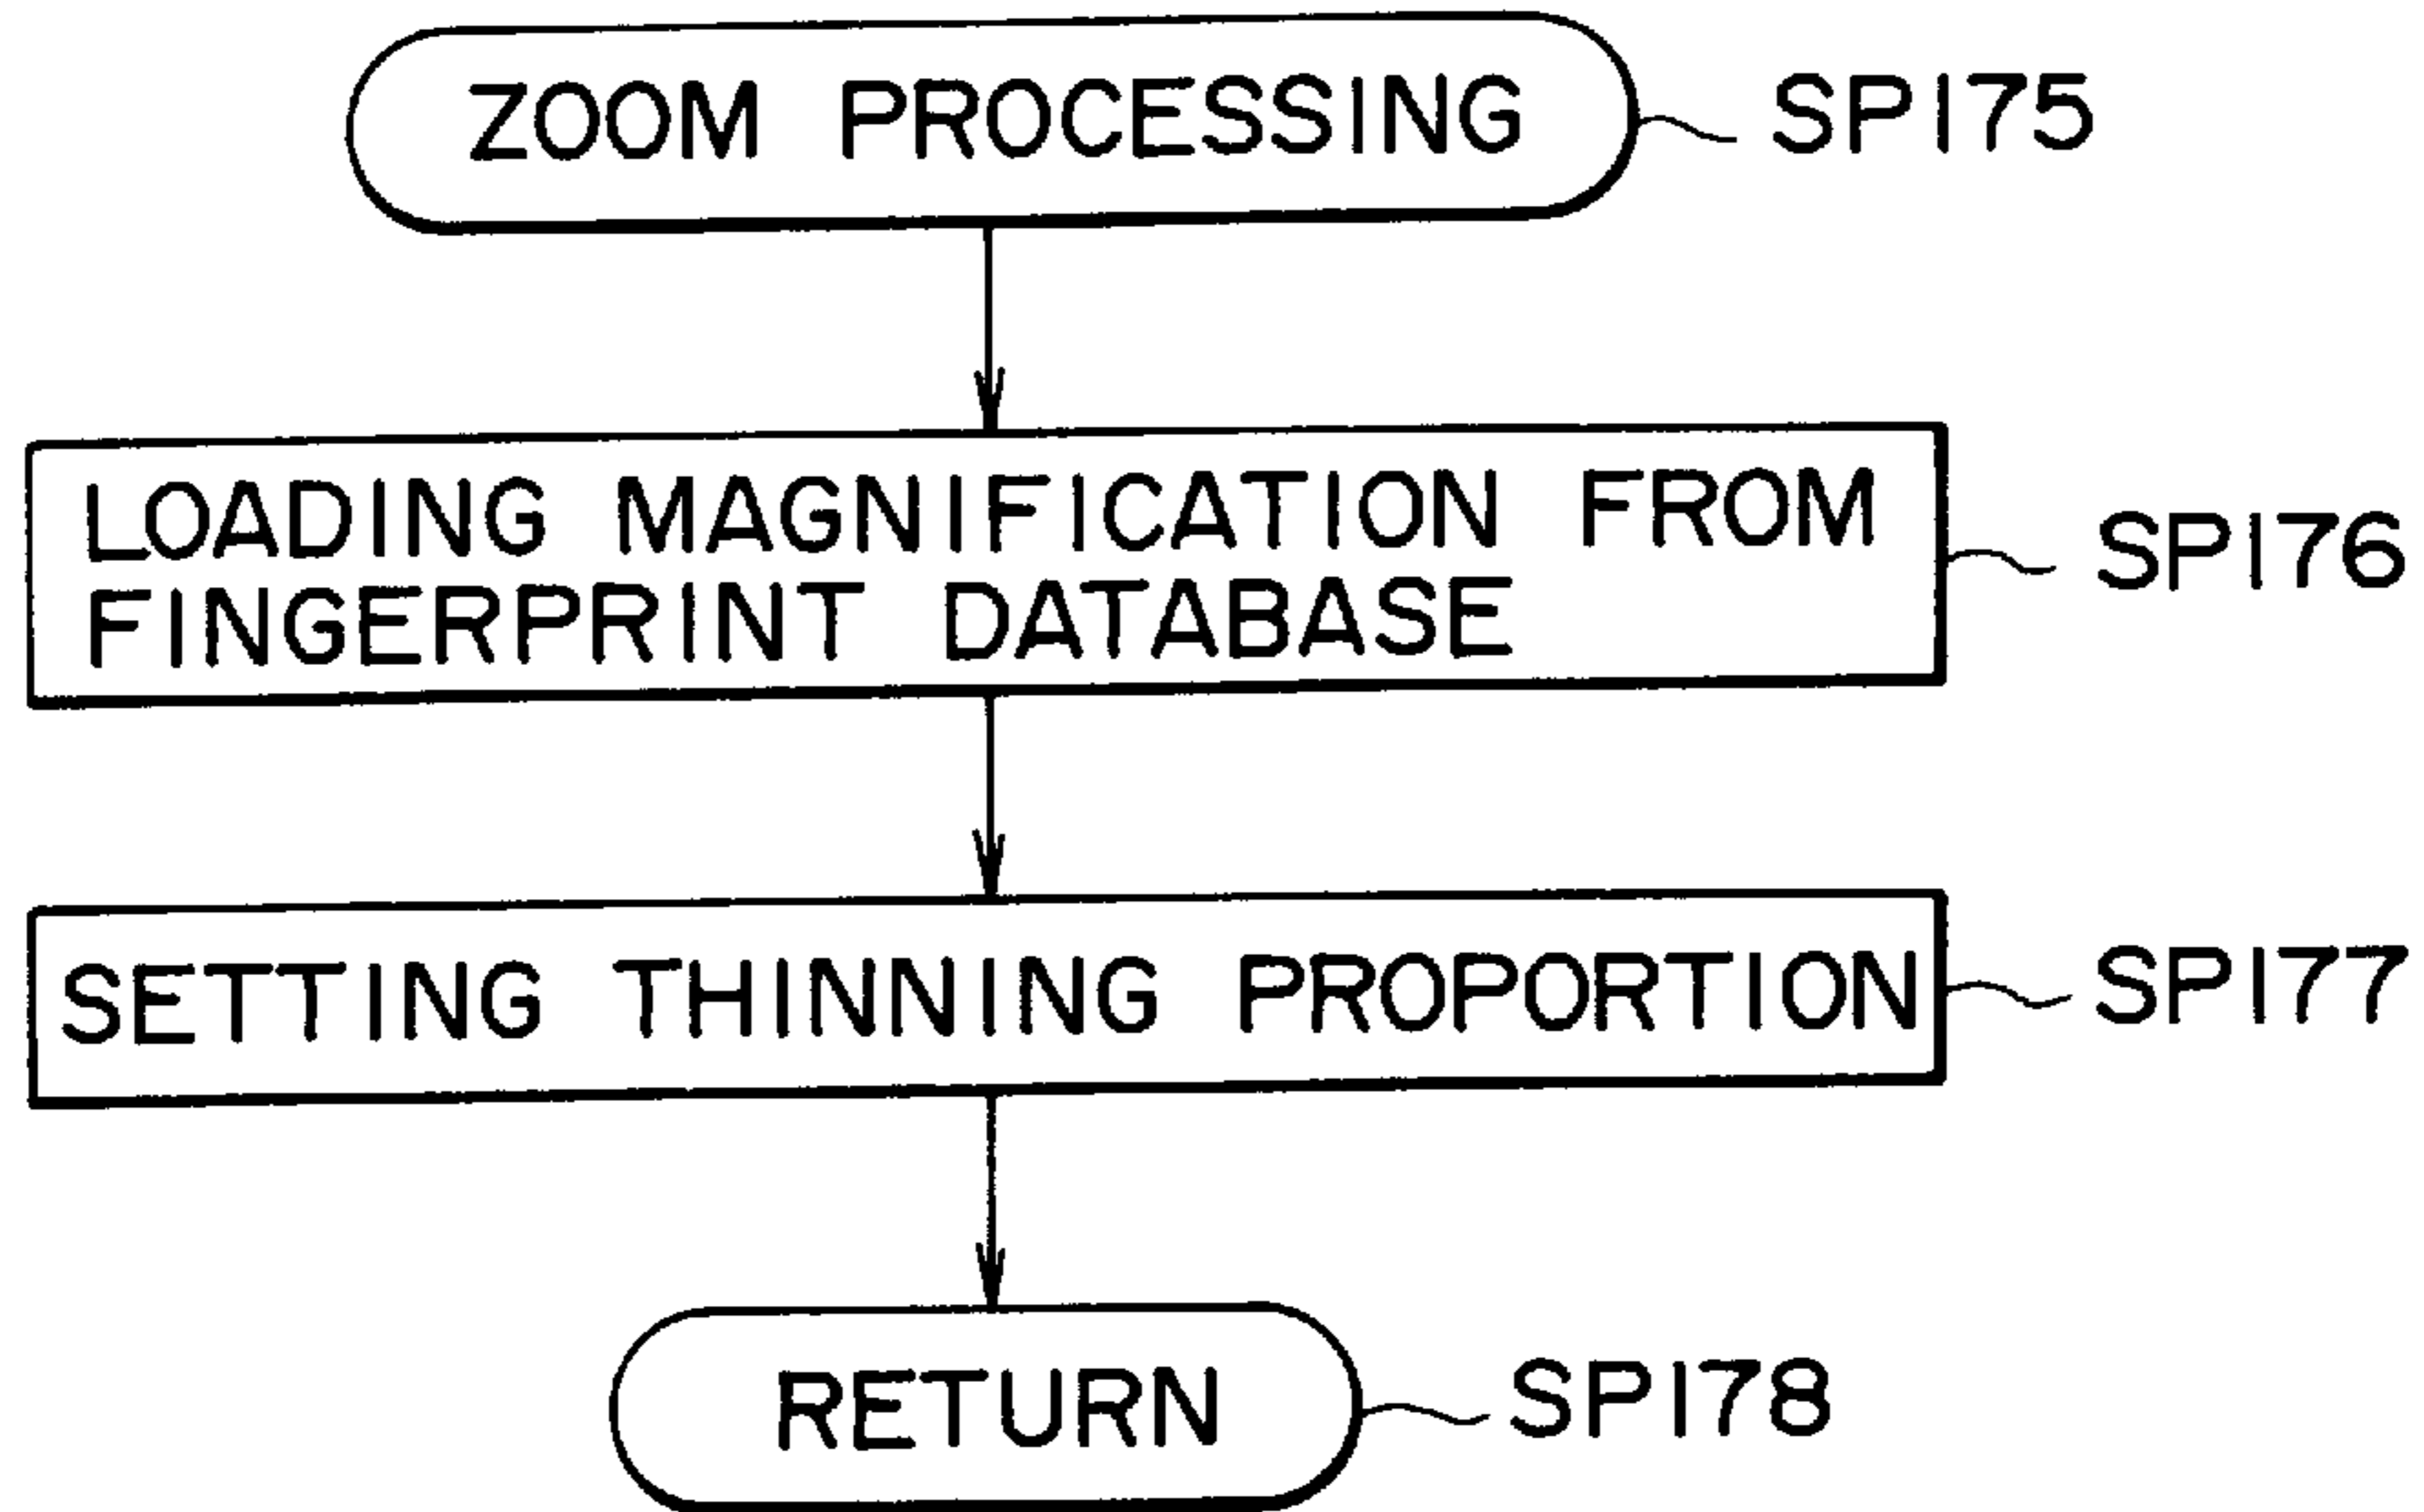 ZOOM PROCESSING SP175
LOADING MAGNIFICATION FROM
FINGERPRINT DATABASE SP176
SETTING THINNING PROPORTION SP177
RETURN SP178